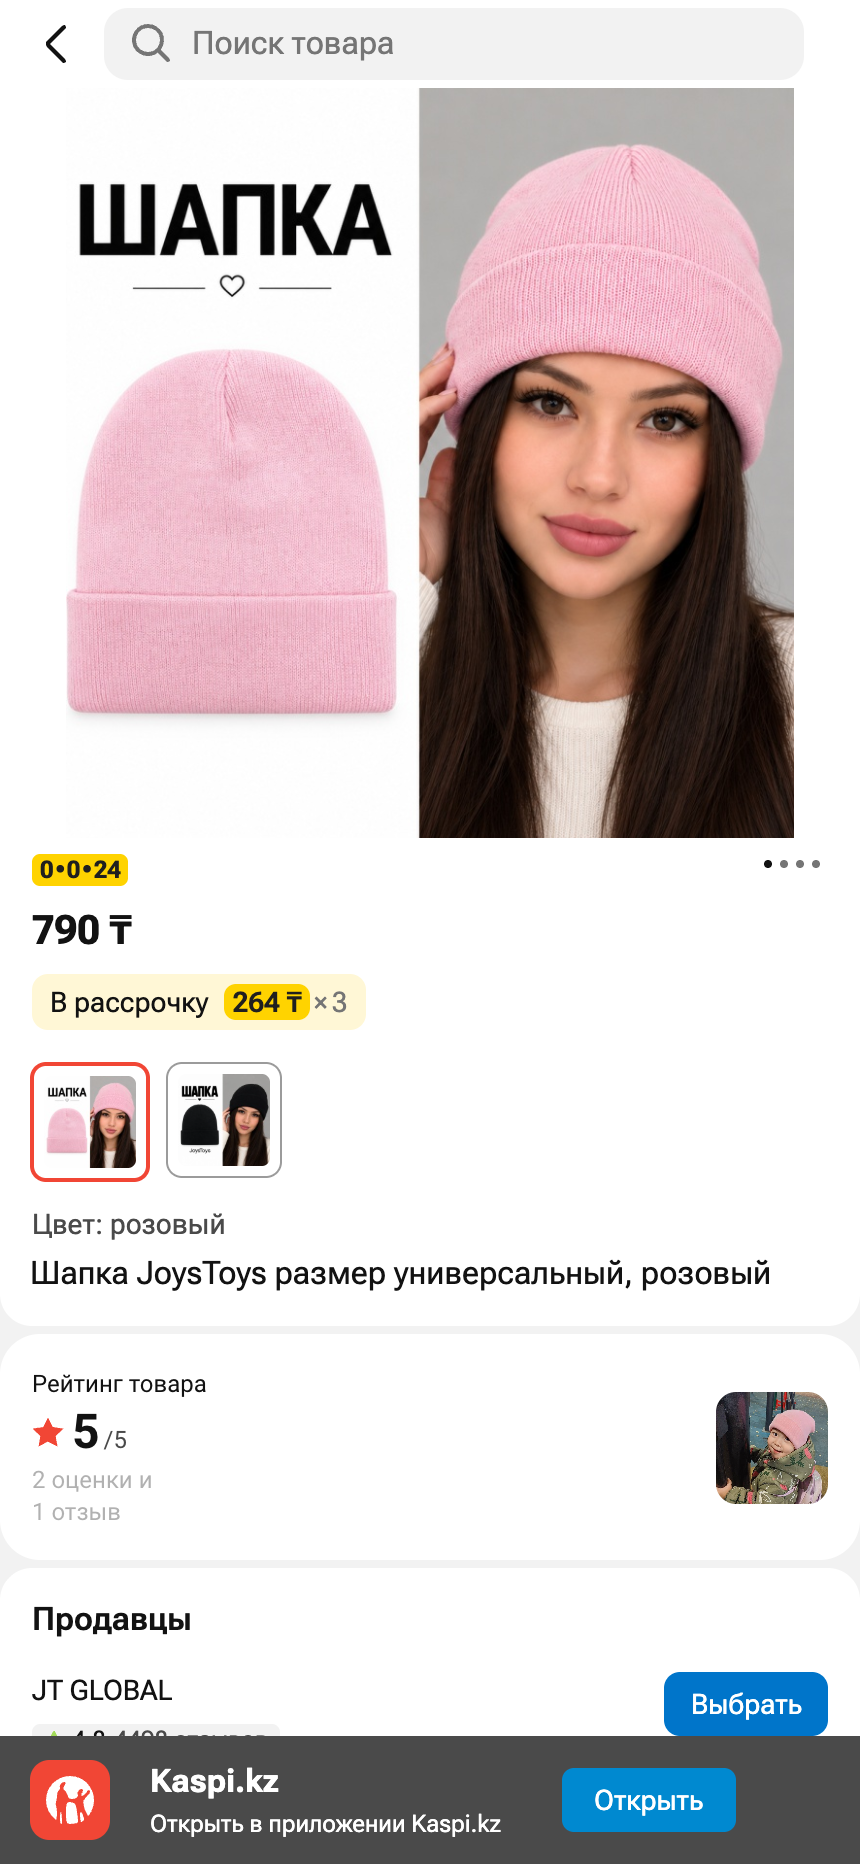 Поиск товара
ШАПКА
0•0•24
790 ₸
В рассрочку 264 ₸ ×3
ШАПКА
ШАПКА
JoysToys
Цвет: розовый
Шапка JoysToys размер универсальный, розовый
Рейтинг товара
5 /5
2 оценки и
1 отзыв
Продавцы
JT GLOBAL
Выбрать
Kaspi.kz
Открыть в приложении Kaspi.kz
Открыть